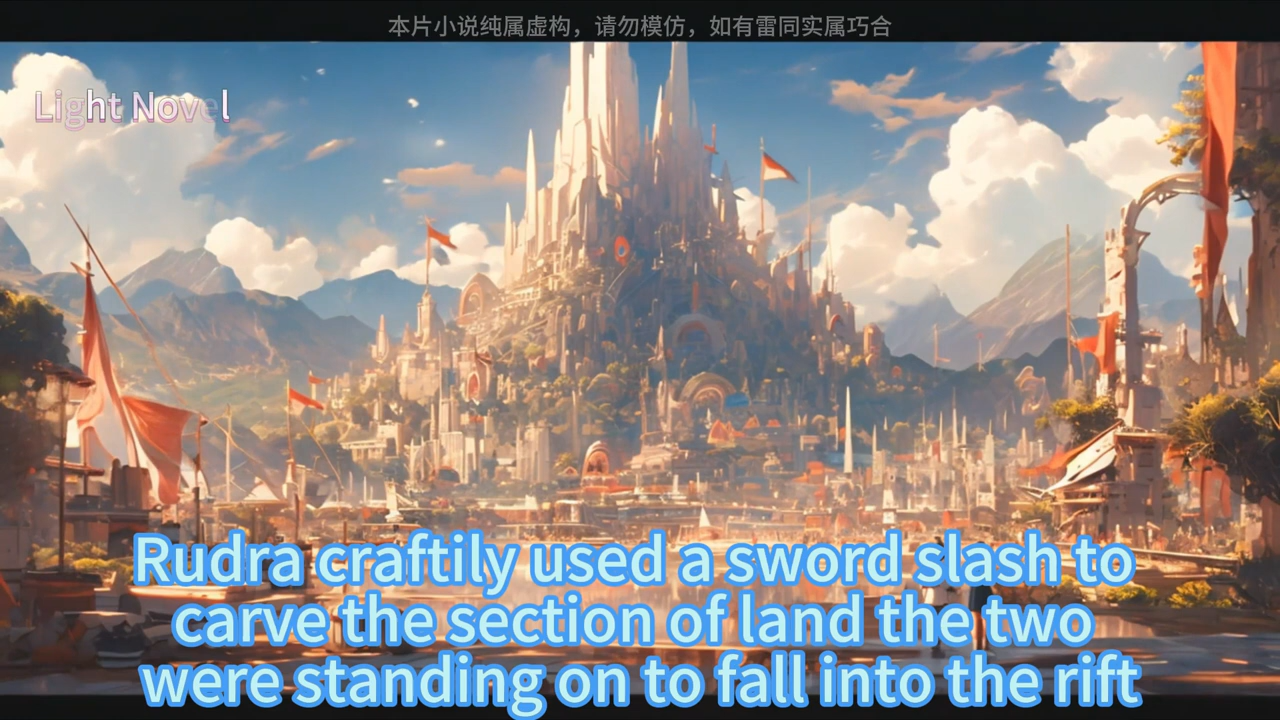 本片小说纯属虚构，请勿模仿，如有雷同实属巧合
Light Novel
Rudra craftily used a sword slash to
carve the section of land the two
were standing on to fall into the rift